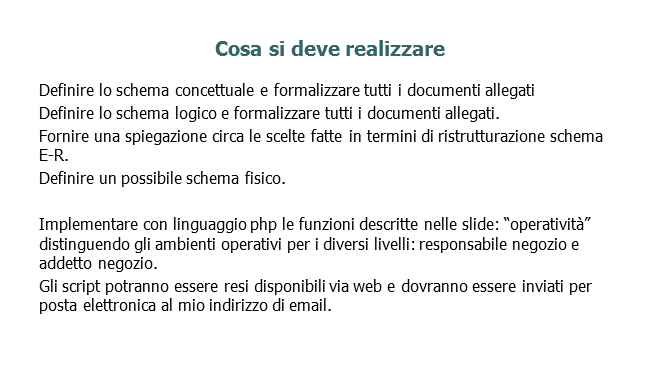 Cosa si deve realizzare
Definire lo schema concettuale e formalizzare tutti i documenti allegati
Definire lo schema logico e formalizzare tutti i documenti allegati.
Fornire una spiegazione circa le scelte fatte in termini di ristrutturazione schema
E-R.
Definire un possibile schema fisico.
Implementare con linguaggio php le funzioni descritte nelle slide: “operatività”
distinguendo gli ambienti operativi per i diversi livelli: responsabile negozio e
addetto negozio.
Gli script potranno essere resi disponibili via web e dovranno essere inviati per
posta elettronica al mio indirizzo di email.